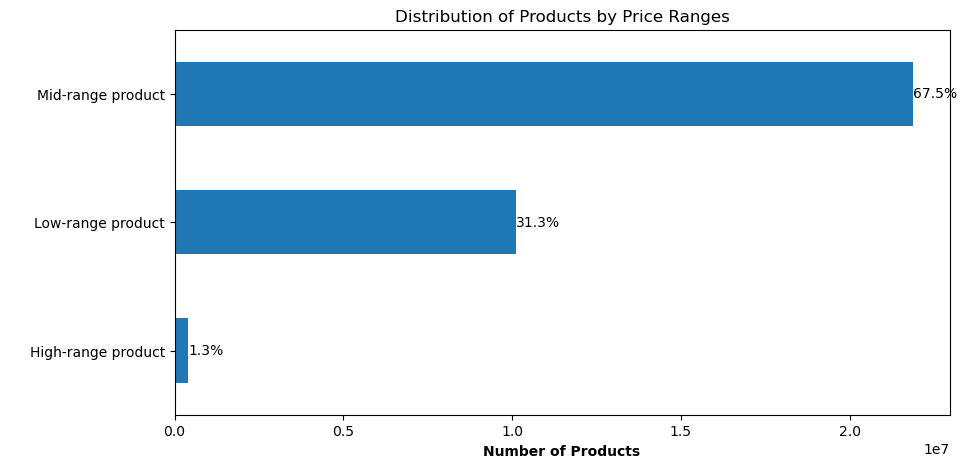 Distribution of Products by Price Ranges
Mid-range product
67.5%
Low-range product
31.3%
High-range product
1.3%
0.0 0.5 1.0 1.5 2.0
1e7
Number of Products